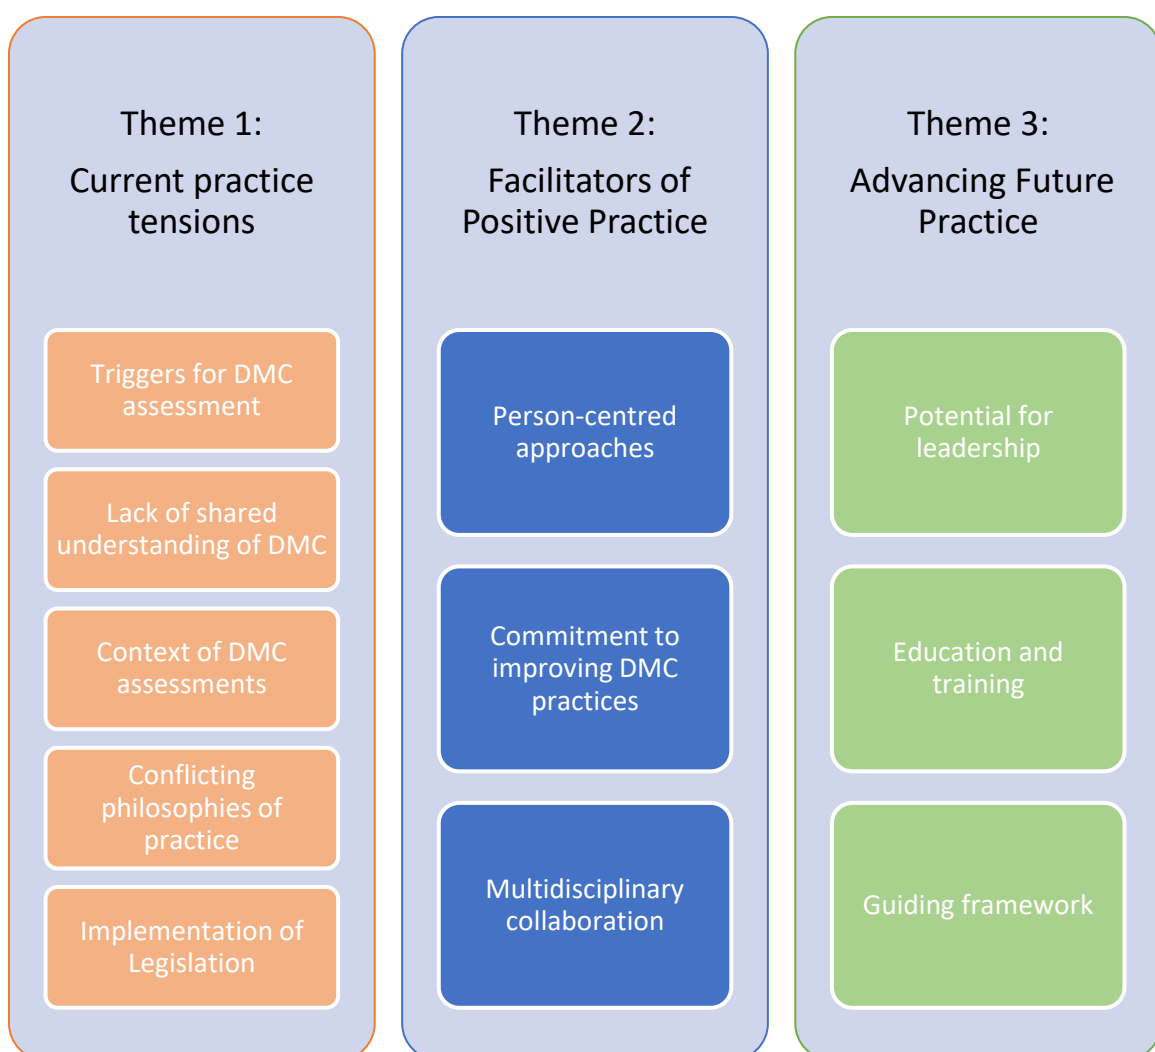 Theme 1:
Current practice
tensions
Triggers for DMC
assessment
Lack of shared
understanding of DMC
Context of DMC
assessments
Conflicting
philosophies of
practice
Implementation of
Legislation
Theme 2:
Facilitators of
Positive Practice
Person-centred
approaches
Commitment to
improving DMC
practices
Multidisciplinary
collaboration
Theme 3:
Advancing Future
Practice
Potential for
leadership
Education and
training
Guiding framework